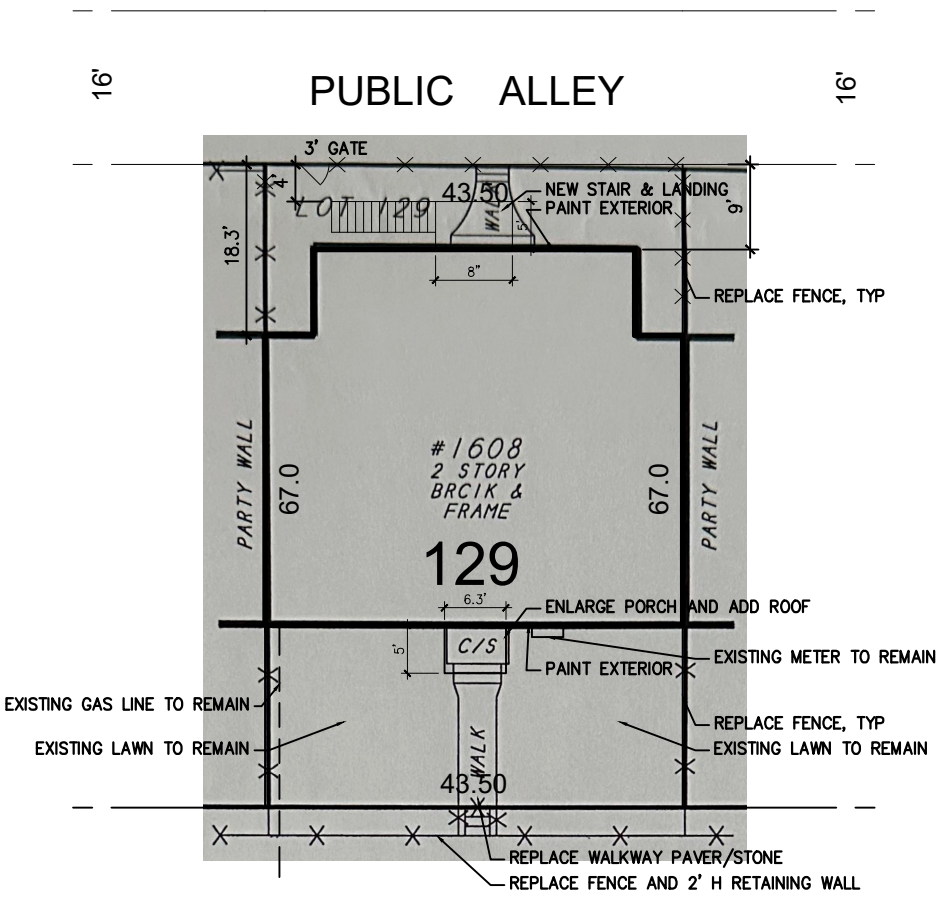 16'
PUBLIC ALLEY
16'
3' GATE
4'
43.50
NEW STAIR & LANDING
LOT 129
WALK
PAINT EXTERIOR
5'
9'
18.3'
8"
REPLACE FENCE, TYP
PARTY WALL
67.0
#1608
2 STORY
BRCIK &
FRAME
67.0
PARTY WALL
129
6.3'
ENLARGE PORCH AND ADD ROOF
C/S
5'
EXISTING METER TO REMAIN
PAINT EXTERIOR
EXISTING GAS LINE TO REMAIN
REPLACE FENCE, TYP
EXISTING LAWN TO REMAIN
WALK
EXISTING LAWN TO REMAIN
43.50
REPLACE WALKWAY PAVER/STONE
REPLACE FENCE AND 2' H RETAINING WALL